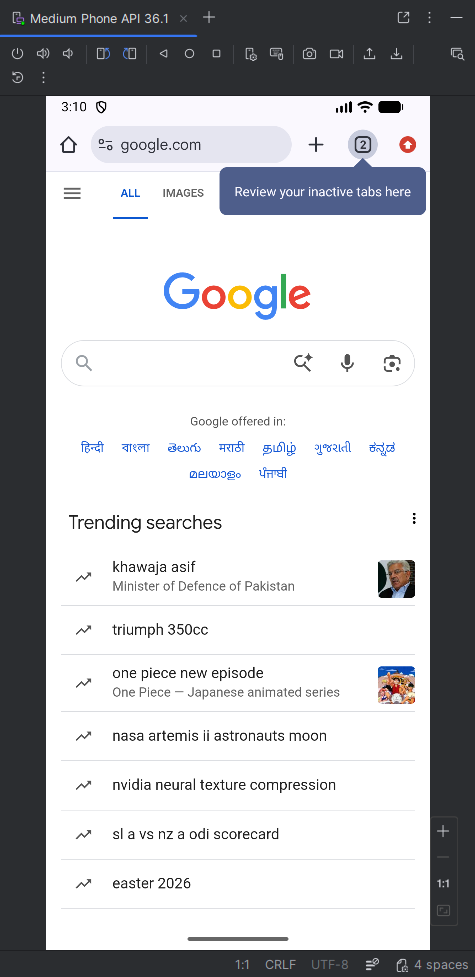 Medium Phone API 36.1
3:10
google.com
2
Review your inactive tabs here
ALL IMAGES
Google
Google offered in:
हिन्दी বাংলা తెలుగు मराठी தமிழ் ગુજરાતી ಕನ್ನಡ
മലയാളം ਪੰਜਾਬੀ
Trending searches
khawaja asif
Minister of Defence of Pakistan
triumph 350cc
one piece new episode
One Piece — Japanese animated series
nasa artemis ii astronauts moon
nvidia neural texture compression
sl a vs nz a odi scorecard
easter 2026
1:1
1:1 CRLF UTF-8 4 spaces